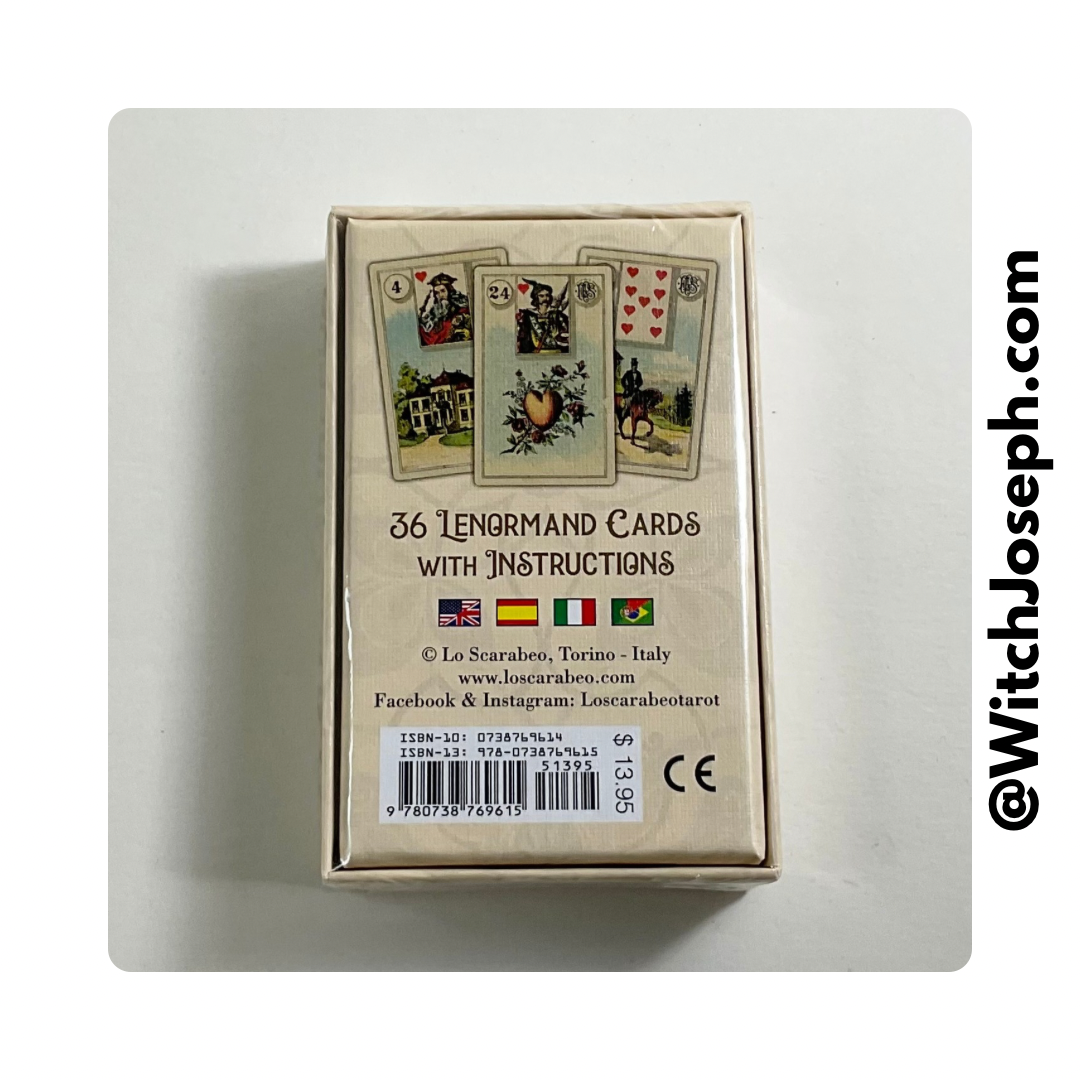 4
24
36 Lenormand Cards
with Instructions
© Lo Scarabeo, Torino - Italy
www.loscarabeo.com
Facebook & Instagram: Loscarabeotarot
ISBN-10: 0738769614
ISBN-13: 978-0738769615
51395
9 780738 769615
$ 13.95
CE
@WitchJoseph.com